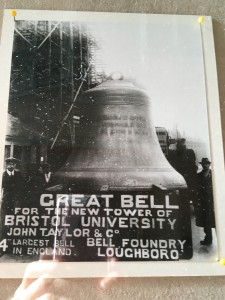 GREAT BELL
FOR THE NEW TOWER OF
BRISTOL UNIVERSITY
JOHN TAYLOR & Co
BELL FOUNDRY
LOUGHBORO'
4TH LARGEST BELL
IN ENGLAND.